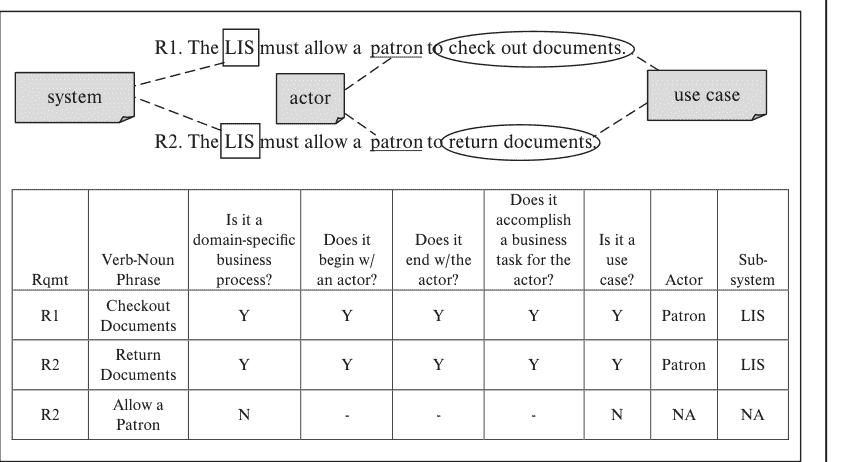 R1. The LIS must allow a patron to check out documents.
system
actor
use case
R2. The LIS must allow a patron to return documents.
Rqmt
Verb-Noun
Phrase
Is it a
domain-specific
business
process?
Does it
begin w/
an actor?
Does it
end w/the
actor?
Does it
accomplish
a business
task for the
actor?
Is it a
use
case?
Actor
Sub-
system
R1
Checkout
Documents
Y
Y
Y
Y
Y
Patron
LIS
R2
Return
Documents
Y
Y
Y
Y
Y
Patron
LIS
R2
Allow a
Patron
N
-
-
-
N
NA
NA